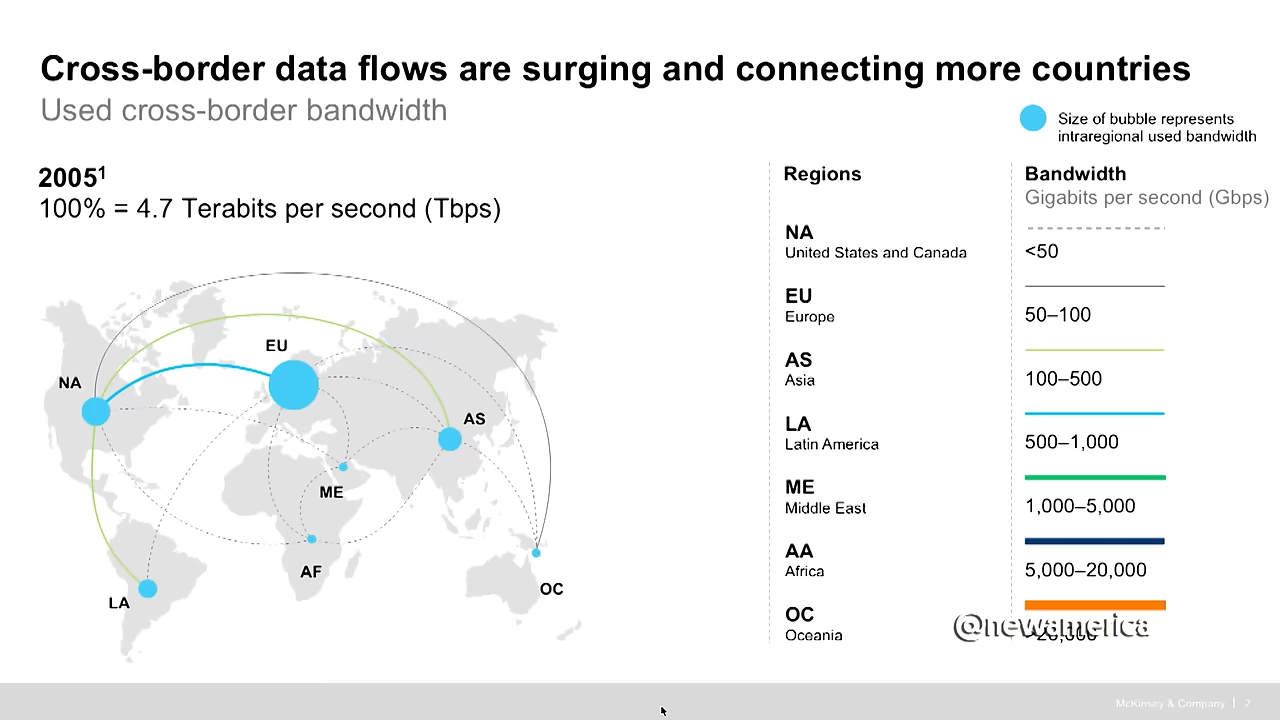 Cross-border data flows are surging and connecting more countries
Used cross-border bandwidth
Size of bubble represents
intraregional used bandwidth
2005¹
100% = 4.7 Terabits per second (Tbps)
EU
NA
AS
ME
AF
OC
LA
Regions
NA
United States and Canada
EU
Europe
AS
Asia
LA
Latin America
ME
Middle East
AA
Africa
OC
Oceania
Bandwidth
Gigabits per second (Gbps)
<50
50–100
100–500
500–1,000
1,000–5,000
5,000–20,000
@newamerica
McKinsey & Company | 2